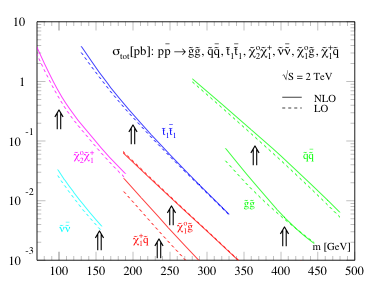 10
σtot[pb]: pp̄ → g̃g̃, q̃q̃̄, t̃1t̃̄1, χ̃2oχ̃1+, ν̃ν̃̄, χ̃1og̃, χ̃1+q̃
√S = 2 TeV
NLO
LO
1
t̃1t̃̄1
10 -1
χ̃2oχ̃1+
q̃q̃̄
10 -2
g̃g̃
ν̃ν̃̄
χ̃1og̃
χ̃1+q̃
m [GeV]
10 -3
100 150 200 250 300 350 400 450 500